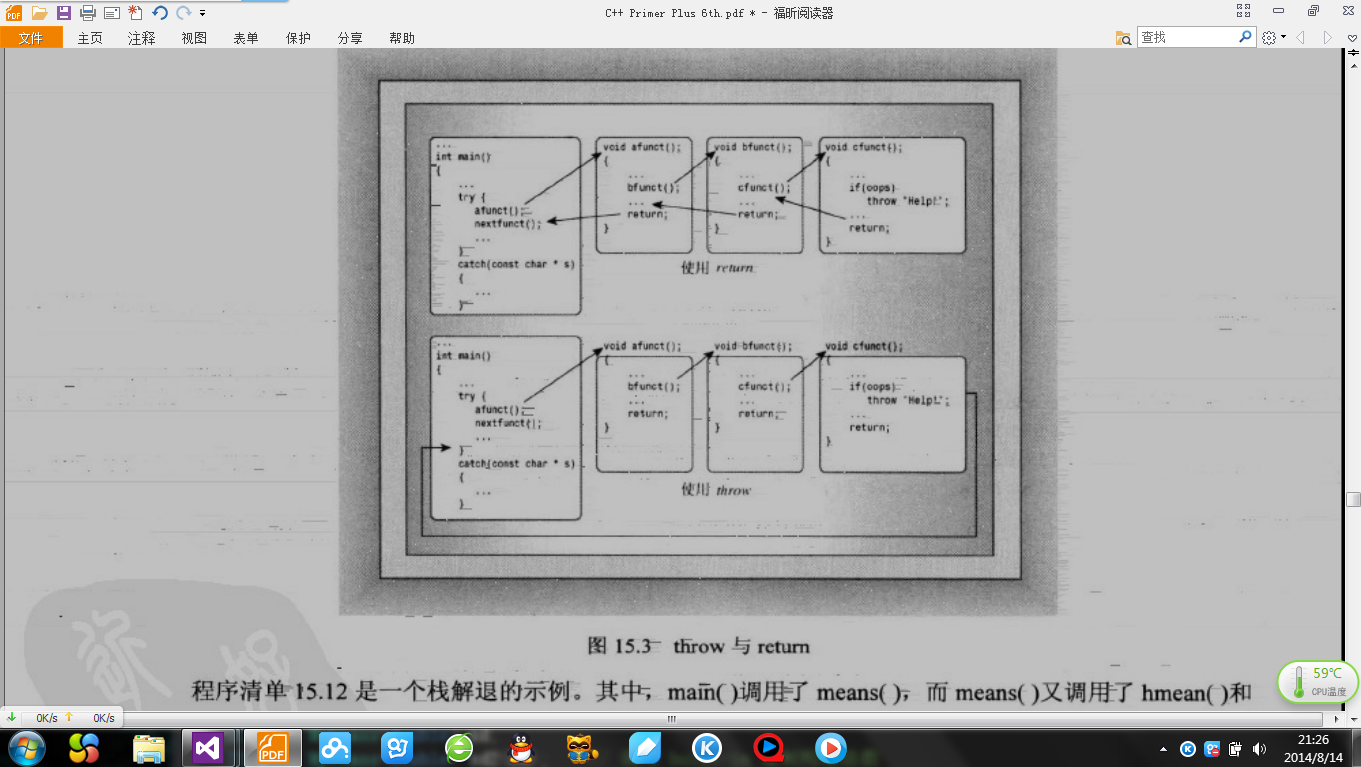 C++ Primer Plus 6th.pdf * - 福昕阅读器
文件 主页 注释 视图 表单 保护 分享 帮助 查找
...
int main()
{
...
try {
afunct();
nextfunct();
...
}
catch(const char * s)
{
...
}
void afunct();
{
...
bfunct();
...
return;
}
void bfunct();
{
...
cfunct();
...
return;
}
void cfunct();
{
...
if(oops)
throw "Help!";
...
return;
}
使用 return
...
int main()
{
...
try {
afunct();
nextfunct();
...
}
catch(const char * s)
{
...
}
void afunct();
{
...
bfunct();
...
return;
}
void bfunct();
{
...
cfunct();
...
return;
}
void cfunct();
{
...
if(oops)
throw "Help!";
...
return;
}
使用 throw
图 15.3 throw 与 return
程序清单 15.12 是一个栈解退的示例。其中，main( )调用了 means( )，而 means( )又调用了 hmean( )和
59℃
CPU温度
0K/s 0K/s
PDF
21:26
2014/8/14